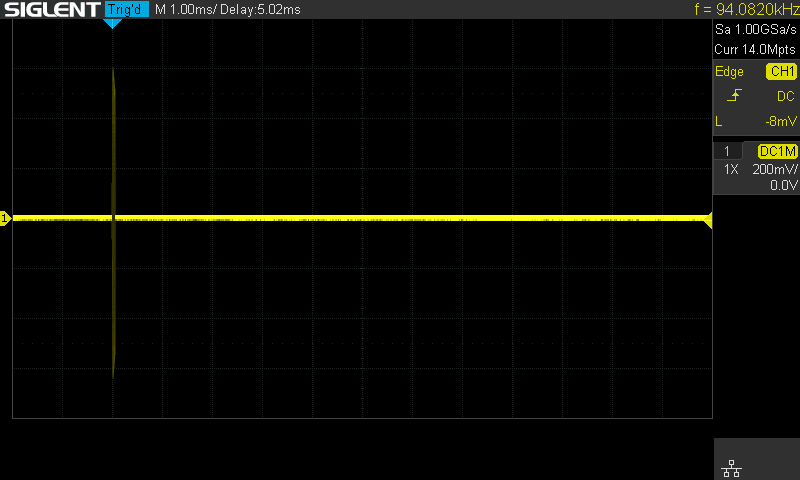 SIGLENT Trig'd M 1.00ms/ Delay:5.02ms f = 94.0820kHz
Sa 1.00GSa/s
Curr 14.0Mpts
Edge CH1
DC
L -8mV
1 DC1M
1X 200mV/
0.0V
1